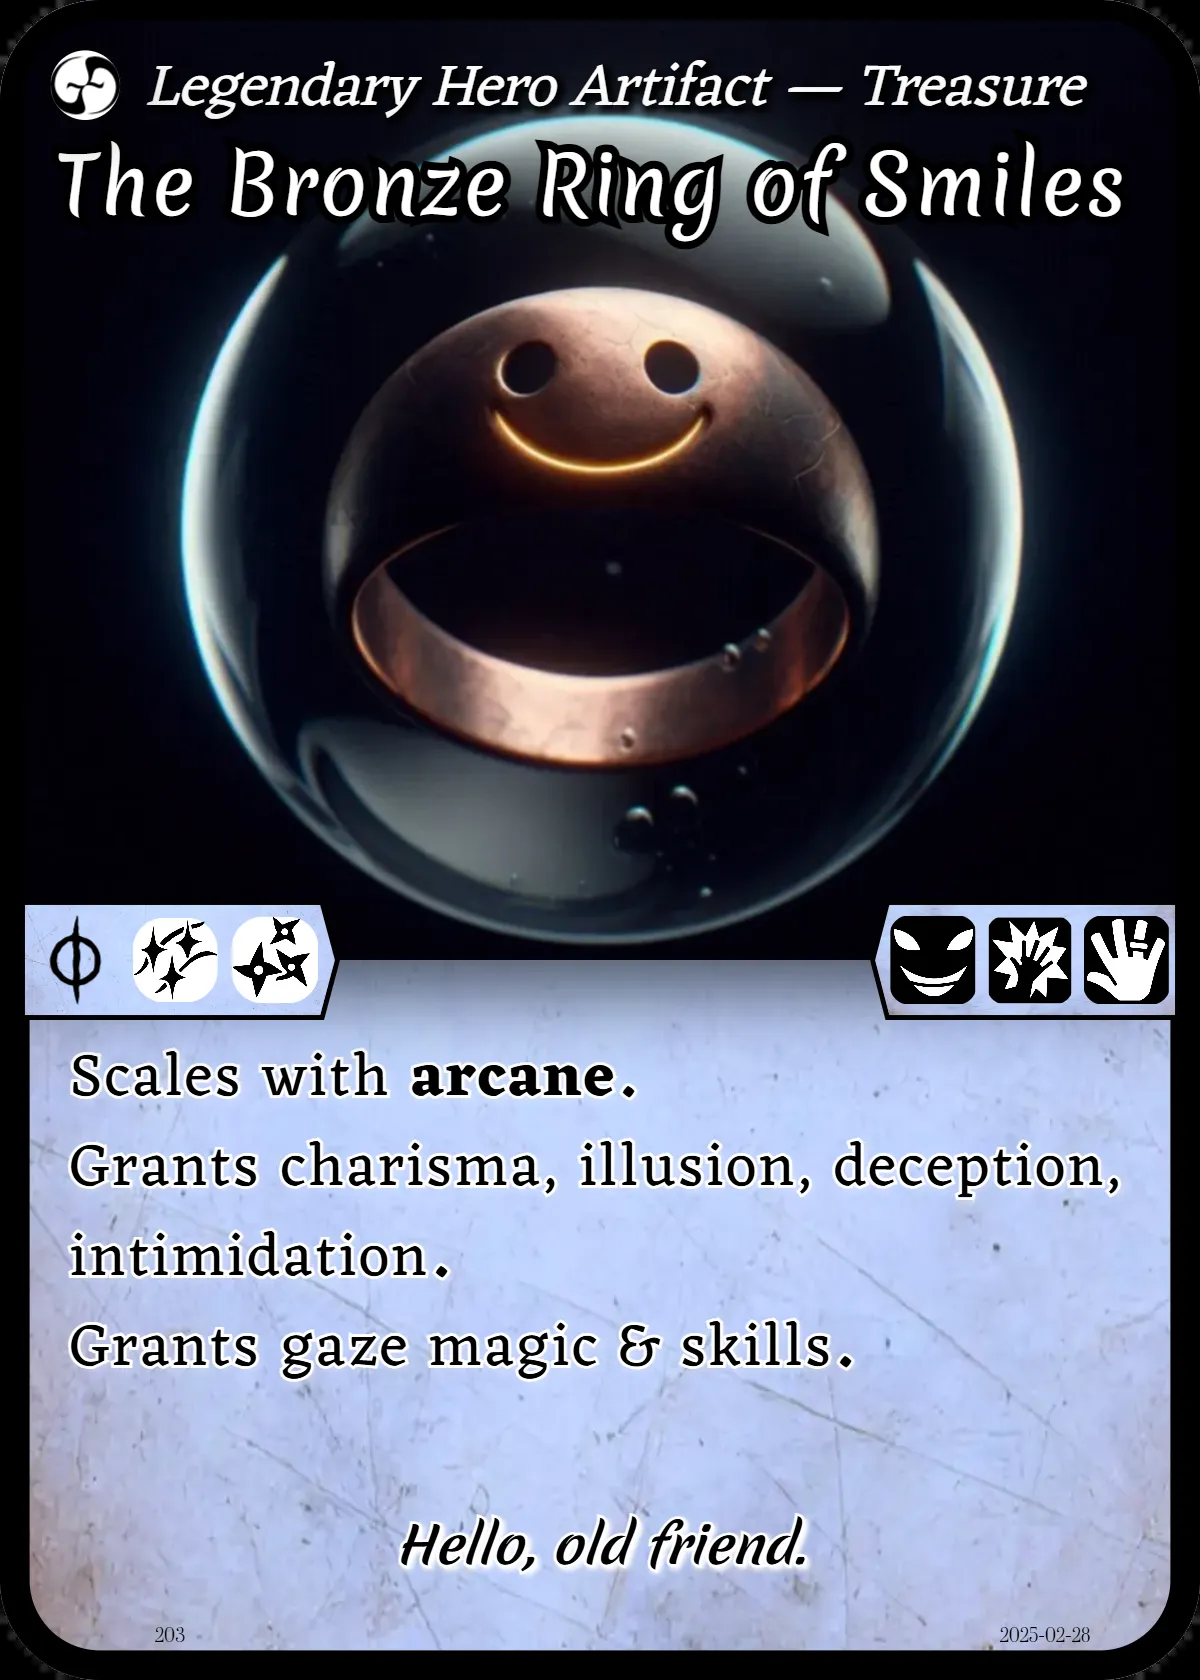 Legendary Hero Artifact — Treasure
The Bronze Ring of Smiles
Scales with arcane.
Grants charisma, illusion, deception,
intimidation.
Grants gaze magic & skills.
Hello, old friend.
203
2025-02-28